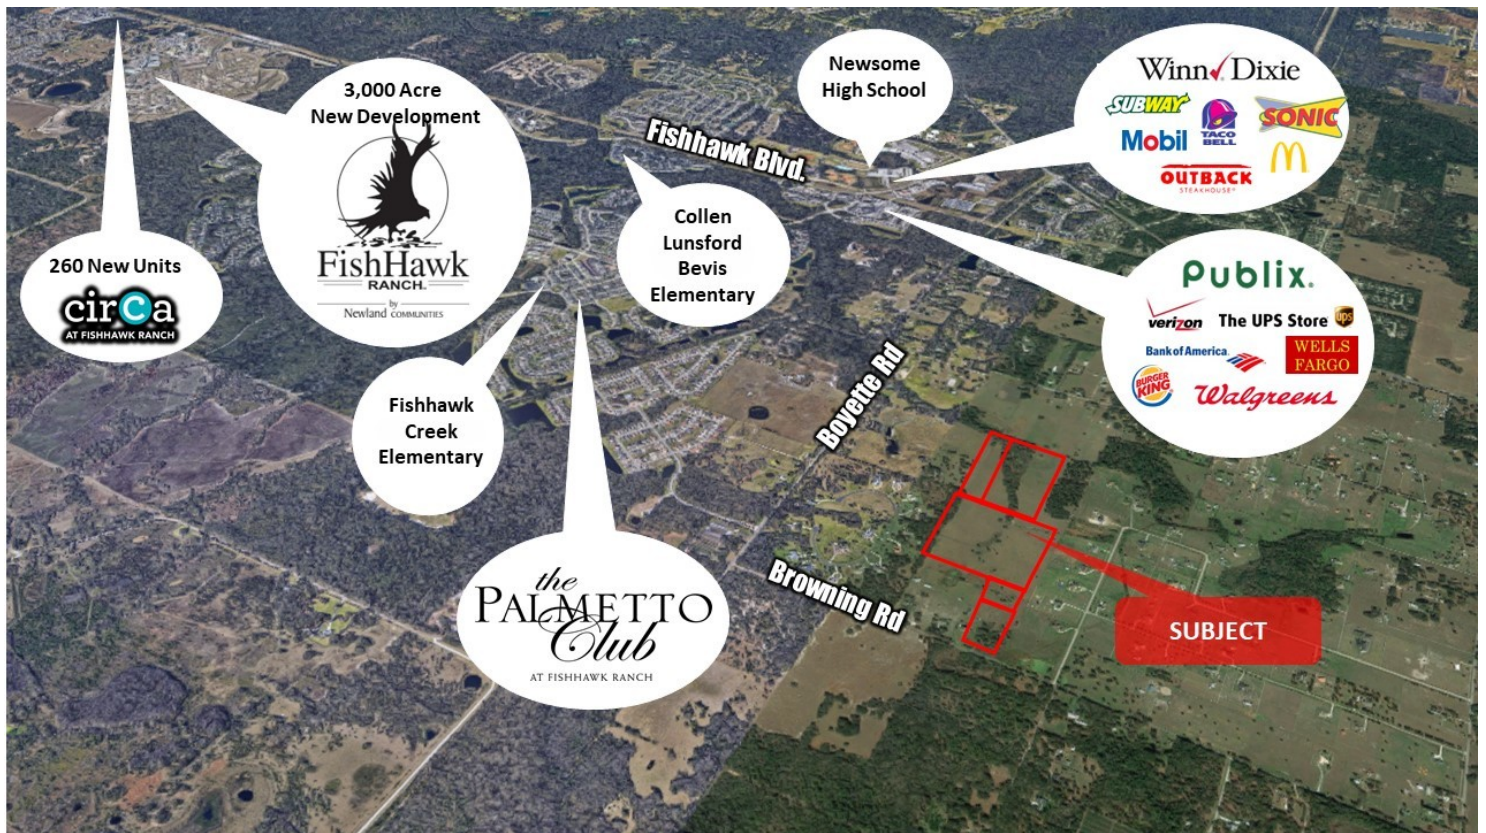 3,000 Acre
New Development
FishHawk
RANCH.
by
Newland COMMUNITIES
260 New Units
cirCa
AT FISHHAWK RANCH
Fishhawk Blvd.
Newsome
High School
Winn Dixie
SUBWAY
TACO
BELL
SONIC
Mobil
OUTBACK
STEAKHOUSE
Collen
Lunsford
Bevis
Elementary
Publix.
verizon
The UPS Store
ups
Bank of America.
WELLS
FARGO
BURGER
KING
Walgreens
Fishhawk
Creek
Elementary
Boyette Rd
Browning Rd
the
PALMETTO
Club
AT FISHHAWK RANCH
SUBJECT